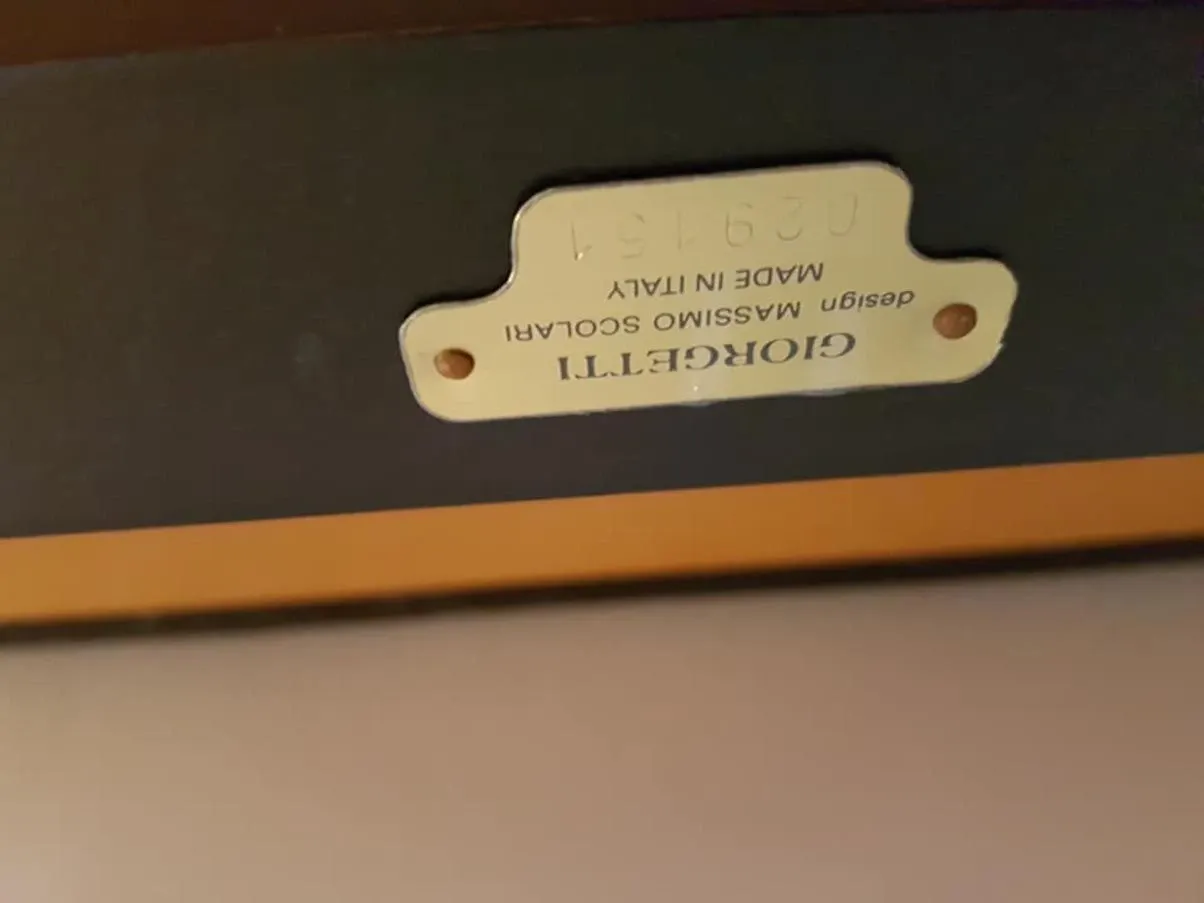 GIORGETTI
design MASSIMO SCOLARI
MADE IN ITALY
029151